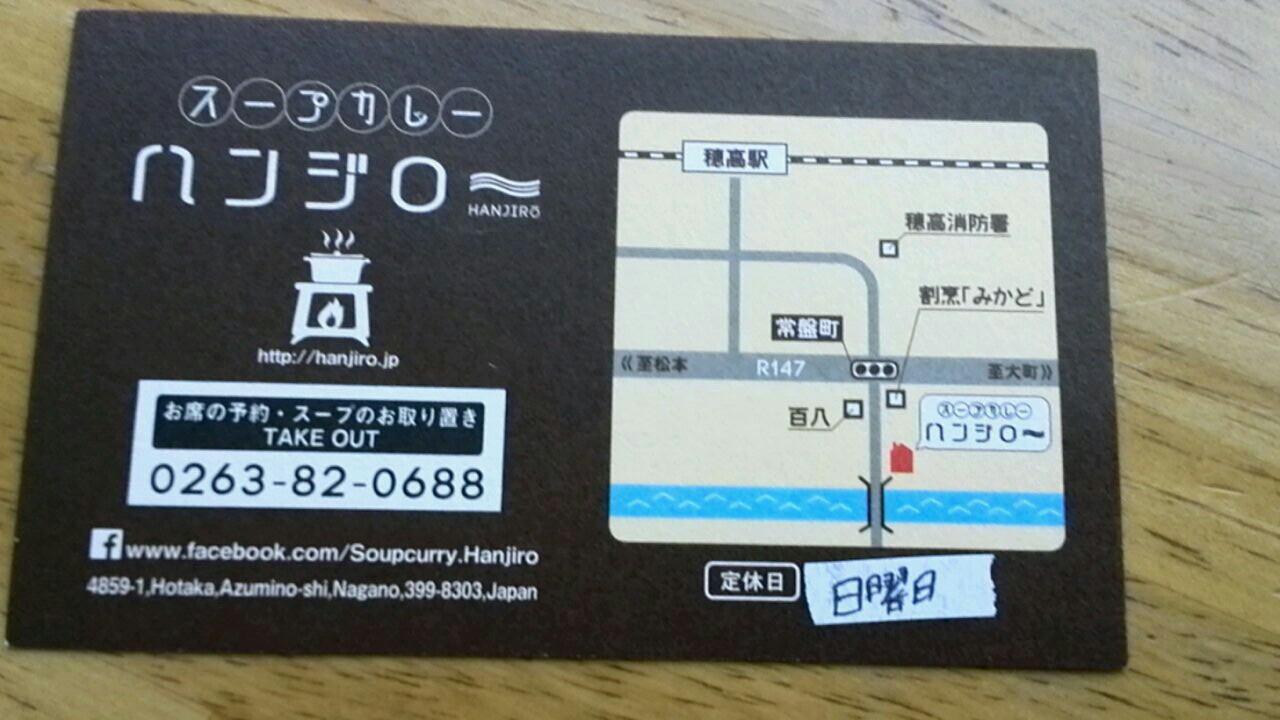 スープカレー
ハンジロ〜
HANJIRŌ
http://hanjiro.jp
お席の予約・スープのお取り置き
TAKE OUT
0263-82-0688
www.facebook.com/Soupcurry.Hanjiro
4859-1,Hotaka,Azumino-shi,Nagano,399-8303,Japan
穂高駅
穂高消防署
割烹「みかど」
常盤町
《至松本
R147
至大町》
百八
スープカレー
ハンジロ〜
定休日
日曜日